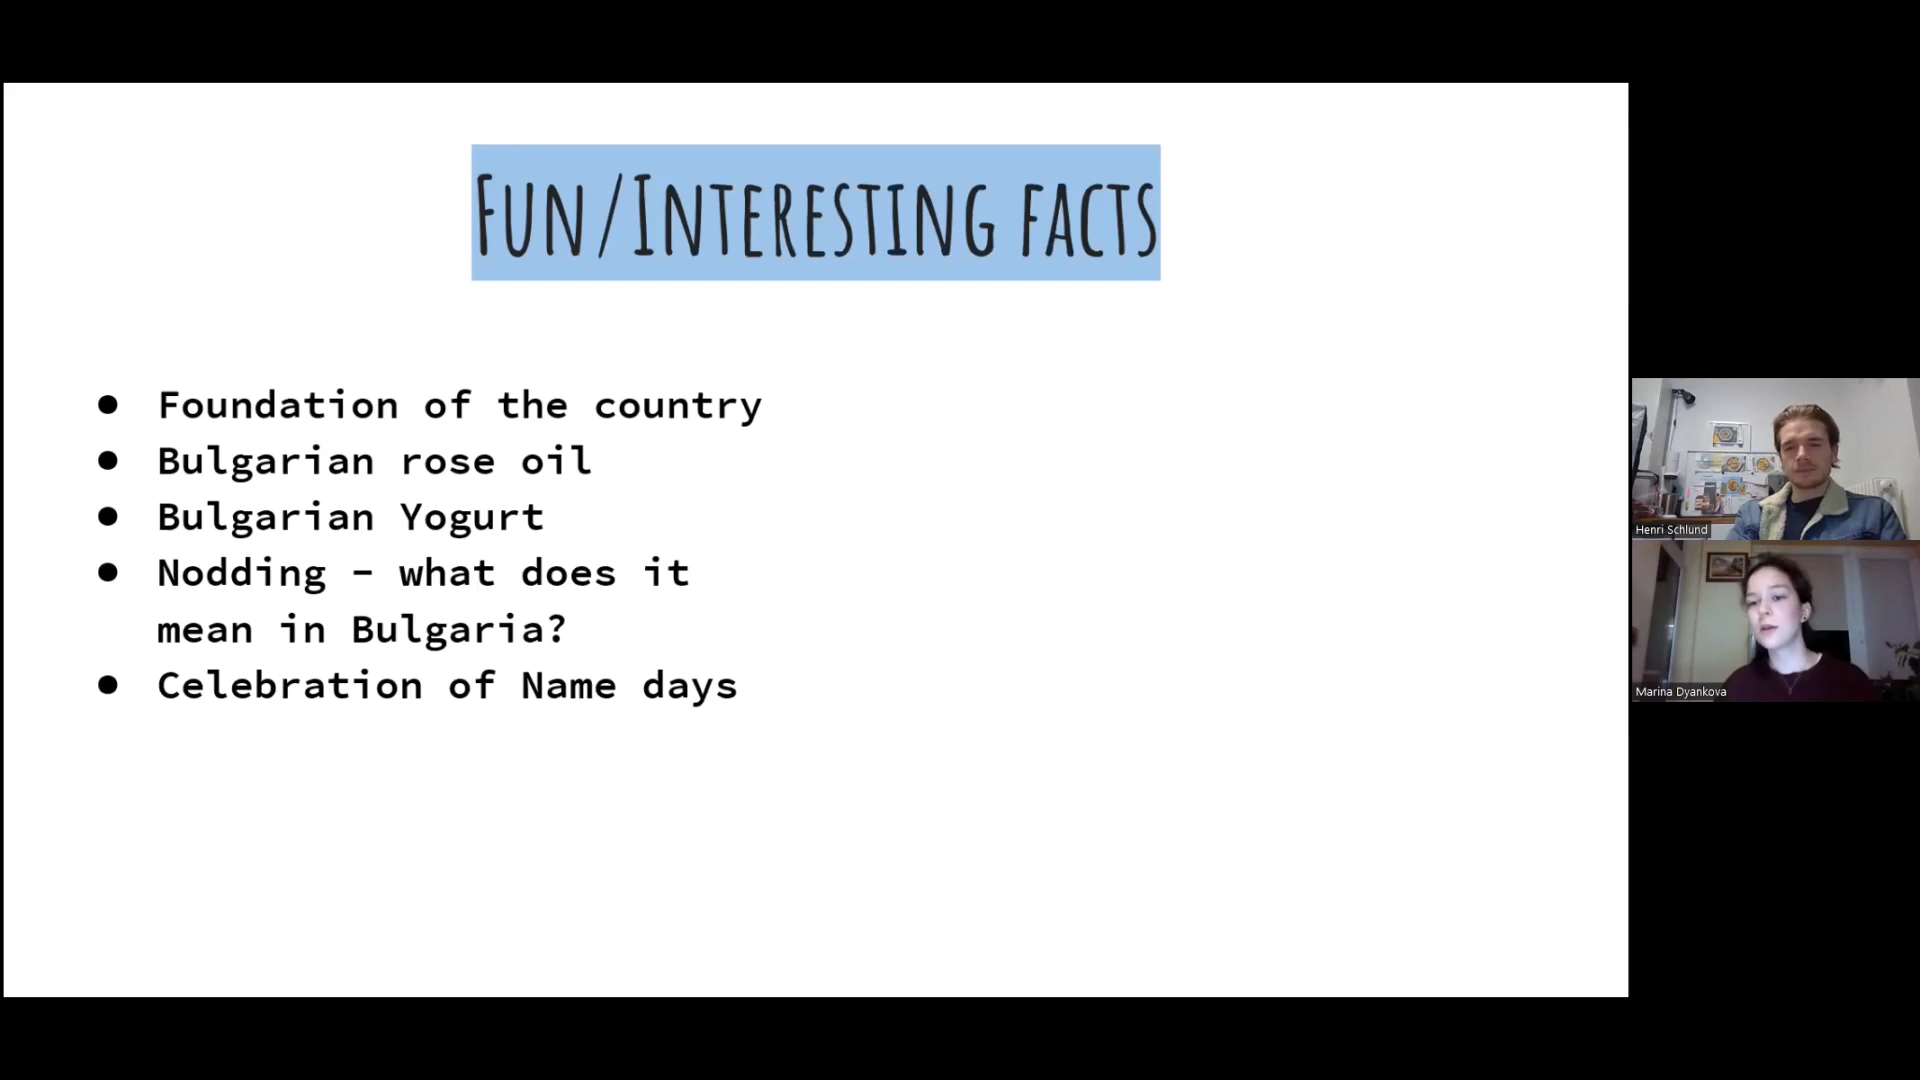 Fun/Interesting facts
● Foundation of the country
● Bulgarian rose oil
● Bulgarian Yogurt
● Nodding - what does it
mean in Bulgaria?
● Celebration of Name days
Henri Schlund
Marina Dyankova